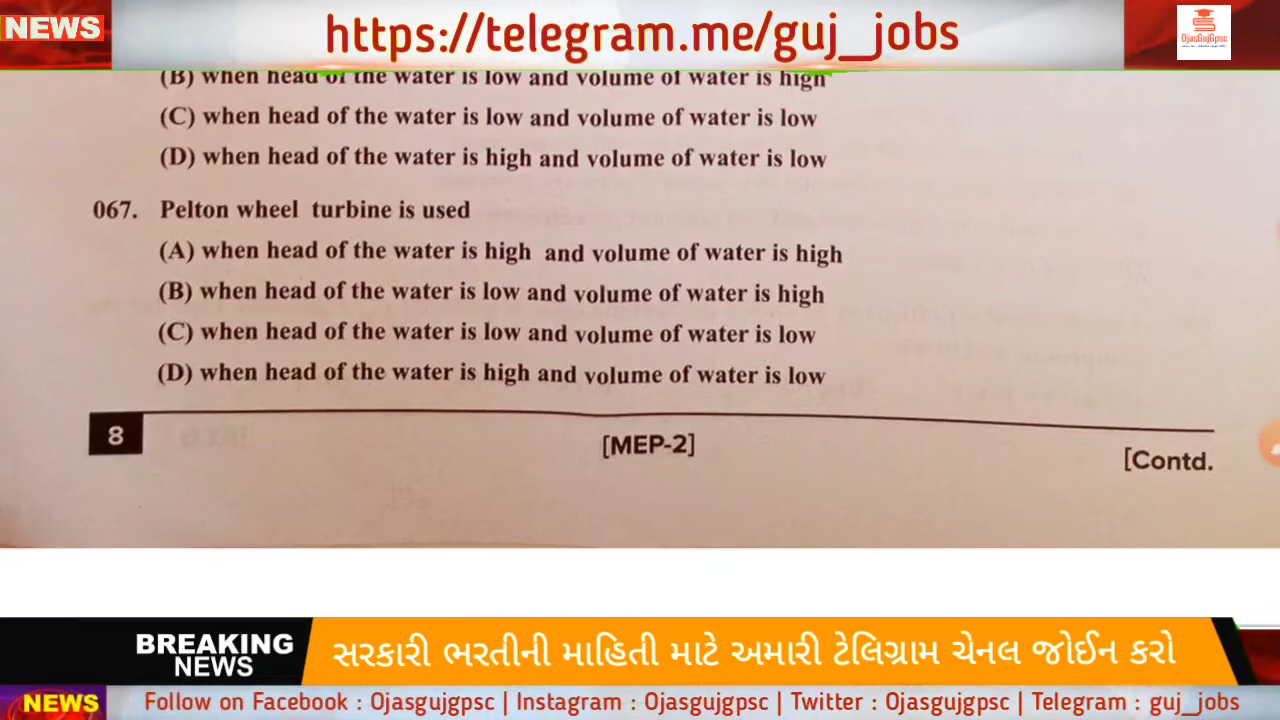 NEWS
https://telegram.me/guj_jobs
OjasGujGpsc
(B) when head of the water is low and volume of water is high
(C) when head of the water is low and volume of water is low
(D) when head of the water is high and volume of water is low
067. Pelton wheel turbine is used
(A) when head of the water is high and volume of water is high
(B) when head of the water is low and volume of water is high
(C) when head of the water is low and volume of water is low
(D) when head of the water is high and volume of water is low
8 [MEP-2] [Contd.
BREAKING
NEWS
સરકારી ભરતીની માહિતી માટે અમારી ટેલિગ્રામ ચેનલ જોઈન કરો
NEWS
Follow on Facebook : Ojasgujgpsc | Instagram : Ojasgujgpsc | Twitter : Ojasgujgpsc | Telegram : guj_jobs